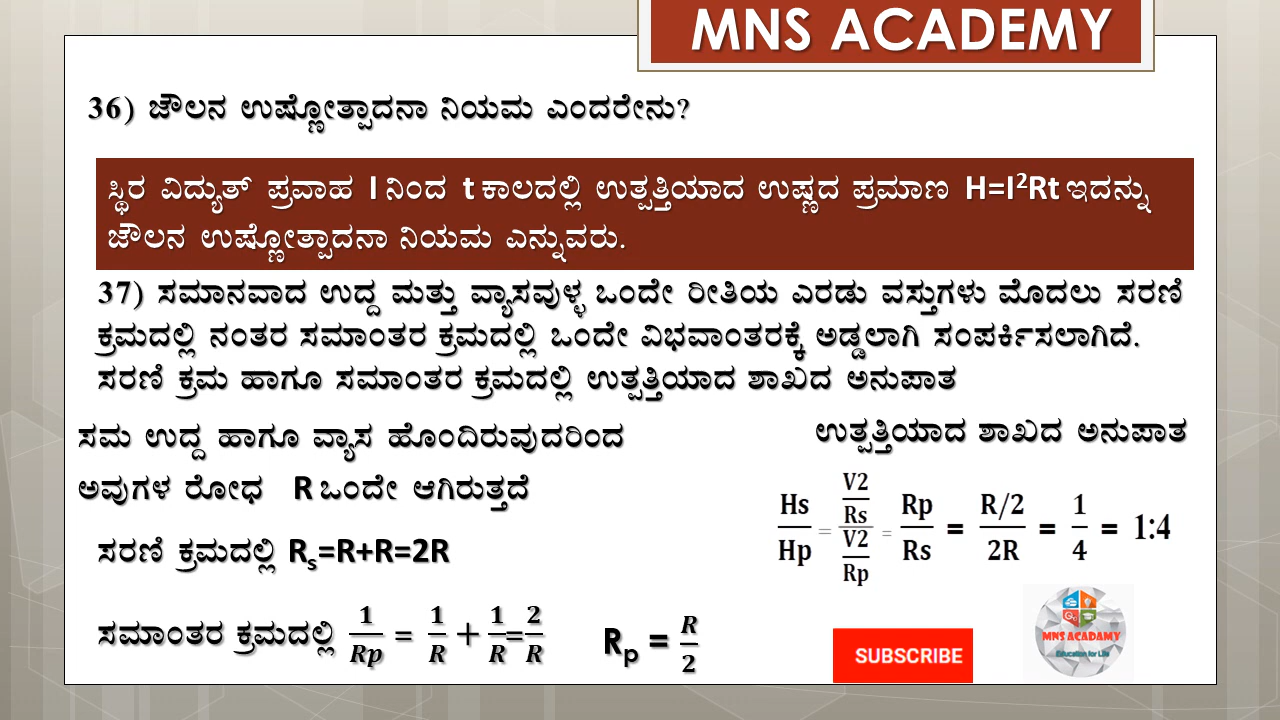 MNS ACADEMY
36) ಜೌಲನ ಉಷ್ಣೋತ್ಪಾದನಾ ನಿಯಮ ಎಂದರೇನು?
ಸ್ಥಿರ ವಿದ್ಯುತ್ ಪ್ರವಾಹ I ನಿಂದ t ಕಾಲದಲ್ಲಿ ಉತ್ಪತ್ತಿಯಾದ ಉಷ್ಣದ ಪ್ರಮಾಣ H=I²Rt ಇದನ್ನು
ಜೌಲನ ಉಷ್ಣೋತ್ಪಾದನಾ ನಿಯಮ ಎನ್ನುವರು.
37) ಸಮಾನವಾದ ಉದ್ದ ಮತ್ತು ವ್ಯಾಸವುಳ್ಳ ಒಂದೇ ರೀತಿಯ ಎರಡು ವಸ್ತುಗಳು ಮೊದಲು ಸರಣಿ
ಕ್ರಮದಲ್ಲಿ ನಂತರ ಸಮಾಂತರ ಕ್ರಮದಲ್ಲಿ ಒಂದೇ ವಿಭವಾಂತರಕ್ಕೆ ಅಡ್ಡಲಾಗಿ ಸಂಪರ್ಕಿಸಲಾಗಿದೆ.
ಸರಣಿ ಕ್ರಮ ಹಾಗೂ ಸಮಾಂತರ ಕ್ರಮದಲ್ಲಿ ಉತ್ಪತ್ತಿಯಾದ ಶಾಖದ ಅನುಪಾತ
ಸಮ ಉದ್ದ ಹಾಗೂ ವ್ಯಾಸ ಹೊಂದಿರುವುದರಿಂದ
ಅವುಗಳ ರೋಧ R ಒಂದೇ ಆಗಿರುತ್ತದೆ
ಸರಣಿ ಕ್ರಮದಲ್ಲಿ Rs=R+R=2R
ಸಮಾಂತರ ಕ್ರಮದಲ್ಲಿ 1/Rp = 1/R + 1/R = 2/R Rp = R/2
ಉತ್ಪತ್ತಿಯಾದ ಶಾಖದ ಅನುಪಾತ
Hs/Hp = (V2/Rs)/(V2/Rp) = Rp/Rs = (R/2)/2R = 1/4 = 1:4
SUBSCRIBE
MNS ACADAMY
Education for Life